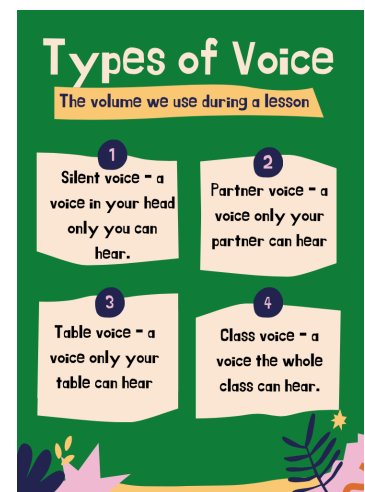 Types of Voice
The volume we use during a lesson
1
Silent voice - a
voice in your head
only you can
hear.
2
Partner voice - a
voice only your
partner can hear
3
Table voice - a
voice only your
table can hear
4
Class voice - a
voice the whole
class can hear.